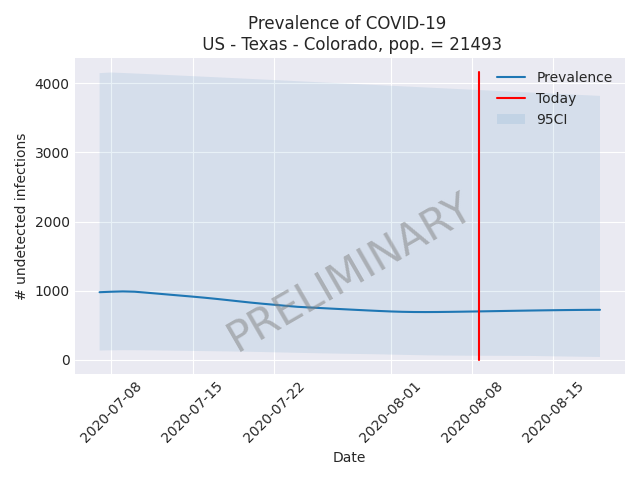 Prevalence of COVID-19
US - Texas - Colorado, pop. = 21493
# undetected infections
4000
3000
2000
1000
0
Prevalence
Today
95CI
PRELIMINARY
2020-07-08
2020-07-15
2020-07-22
2020-08-01
2020-08-08
2020-08-15
Date